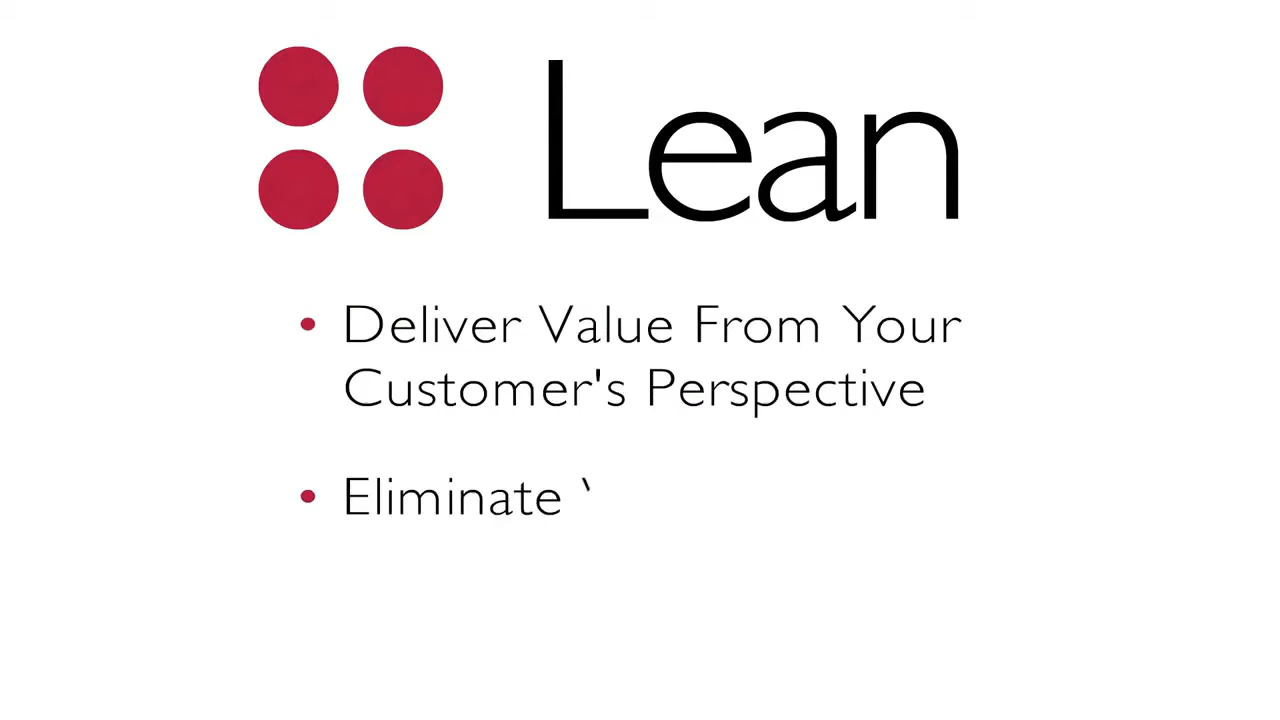 Lean
• Deliver Value From Your
Customer's Perspective
• Eliminate